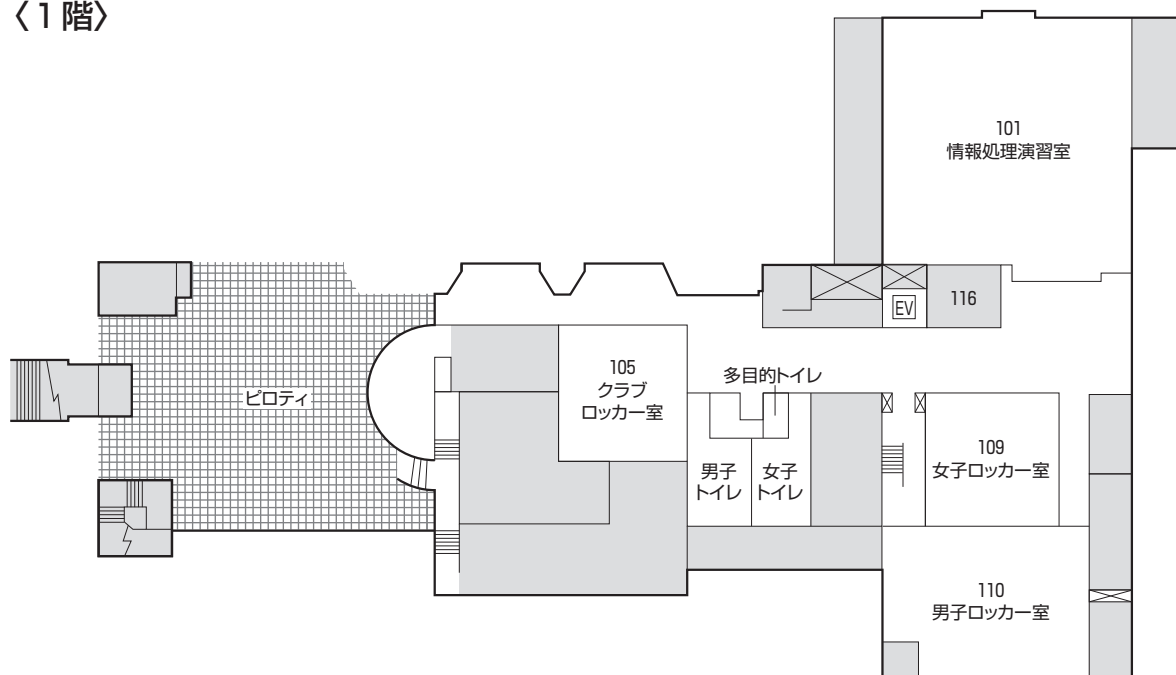 〈1階〉
101
情報処理演習室
116
EV
105
クラブ
ロッカー室
多目的トイレ
ピロティ
109
女子ロッカー室
男子
トイレ
女子
トイレ
110
男子ロッカー室